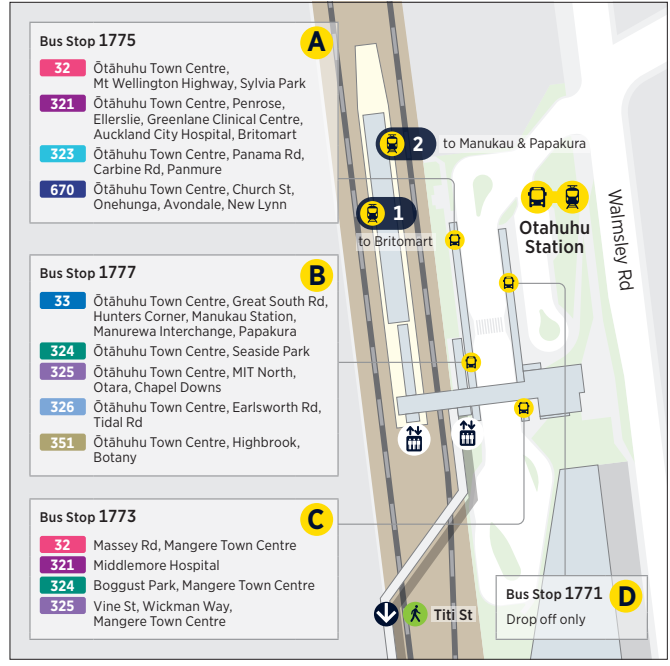 Bus Stop 1775
A
32 Ōtāhuhu Town Centre,
Mt Wellington Highway, Sylvia Park
321 Ōtāhuhu Town Centre, Penrose,
Ellerslie, Greenlane Clinical Centre,
Auckland City Hospital, Britomart
323 Ōtāhuhu Town Centre, Panama Rd,
Carbine Rd, Panmure
670 Ōtāhuhu Town Centre, Church St,
Onehunga, Avondale, New Lynn
2 to Manukau & Papakura
1
to Britomart
Otahuhu
Station
Walmsley Rd
Bus Stop 1777
B
33 Ōtāhuhu Town Centre, Great South Rd,
Hunters Corner, Manukau Station,
Manurewa Interchange, Papakura
324 Ōtāhuhu Town Centre, Seaside Park
325 Ōtāhuhu Town Centre, MIT North,
Otara, Chapel Downs
326 Ōtāhuhu Town Centre, Earlsworth Rd,
Tidal Rd
351 Ōtāhuhu Town Centre, Highbrook,
Botany
Bus Stop 1773
C
32 Massey Rd, Mangere Town Centre
321 Middlemore Hospital
324 Boggust Park, Mangere Town Centre
325 Vine St, Wickman Way,
Mangere Town Centre
Titi St
Bus Stop 1771
D
Drop off only